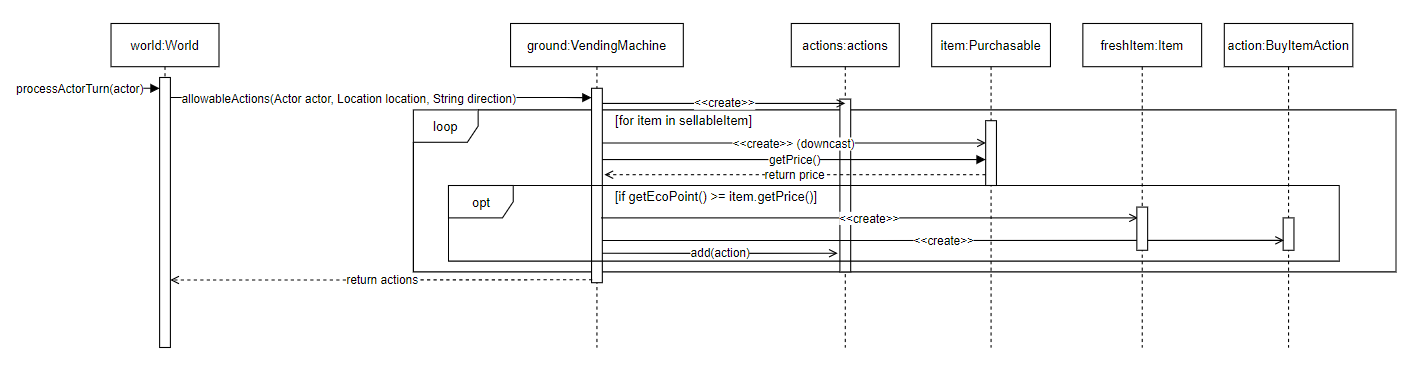 world:World
ground:VendingMachine
actions:actions
item:Purchasable
freshItem:Item
action:BuyItemAction
processActorTurn(actor)
allowableActions(Actor actor, Location location, String direction)
<<create>>
loop
[for item in sellableItem]
<<create>> (downcast)
getPrice()
return price
opt
[if getEcoPoint() >= item.getPrice()]
<<create>>
<<create>>
add(action)
return actions